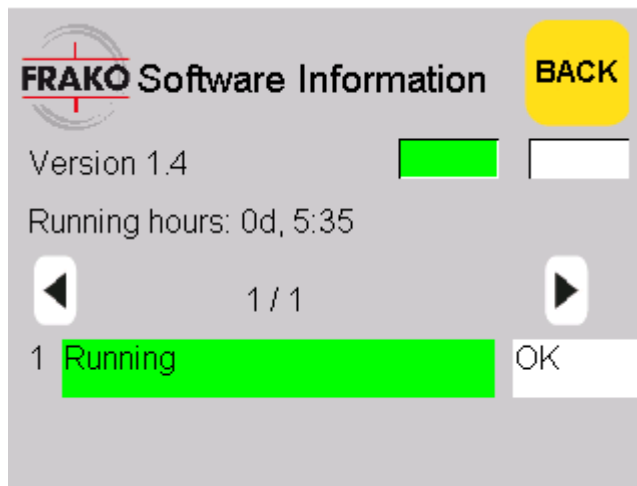 FRAKO Software Information
BACK
Version 1.4
Running hours: 0d, 5:35
1 / 1
1 Running OK